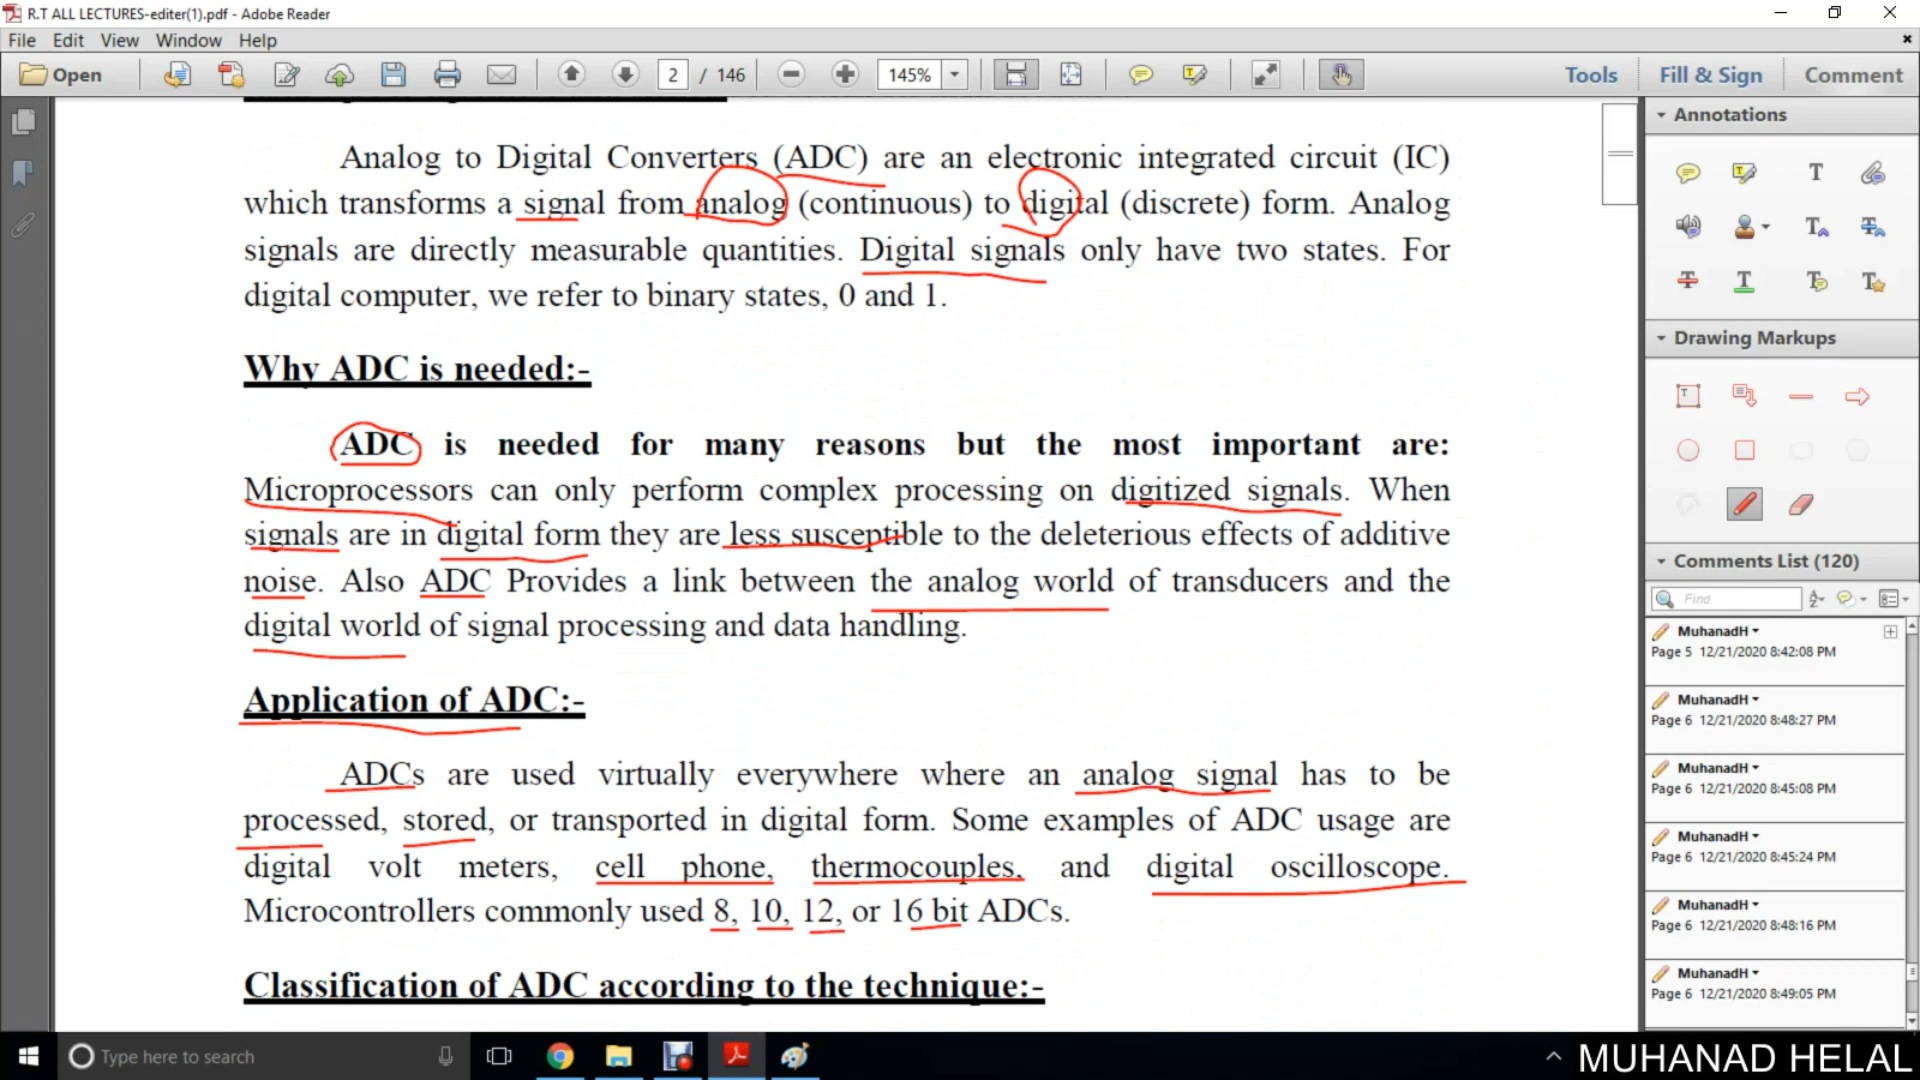 R.T ALL LECTURES-editer(1).pdf - Adobe Reader
File Edit View Window Help
Open 2 / 146 145% Tools Fill & Sign Comment
Analog to Digital Converters (ADC) are an electronic integrated circuit (IC)
which transforms a signal from analog (continuous) to digital (discrete) form. Analog
signals are directly measurable quantities. Digital signals only have two states. For
digital computer, we refer to binary states, 0 and 1.
Why ADC is needed:-
ADC is needed for many reasons but the most important are:
Microprocessors can only perform complex processing on digitized signals. When
signals are in digital form they are less susceptible to the deleterious effects of additive
noise. Also ADC Provides a link between the analog world of transducers and the
digital world of signal processing and data handling.
Application of ADC:-
ADCs are used virtually everywhere where an analog signal has to be
processed, stored, or transported in digital form. Some examples of ADC usage are
digital volt meters, cell phone, thermocouples, and digital oscilloscope.
Microcontrollers commonly used 8, 10, 12, or 16 bit ADCs.
Classification of ADC according to the technique:-
Annotations
Drawing Markups
Comments List (120)
Find
MuhanadH
Page 5 12/21/2020 8:42:08 PM
MuhanadH
Page 6 12/21/2020 8:48:27 PM
MuhanadH
Page 6 12/21/2020 8:45:08 PM
MuhanadH
Page 6 12/21/2020 8:45:24 PM
MuhanadH
Page 6 12/21/2020 8:48:16 PM
MuhanadH
Page 6 12/21/2020 8:49:05 PM
Type here to search
MUHANAD HELAL